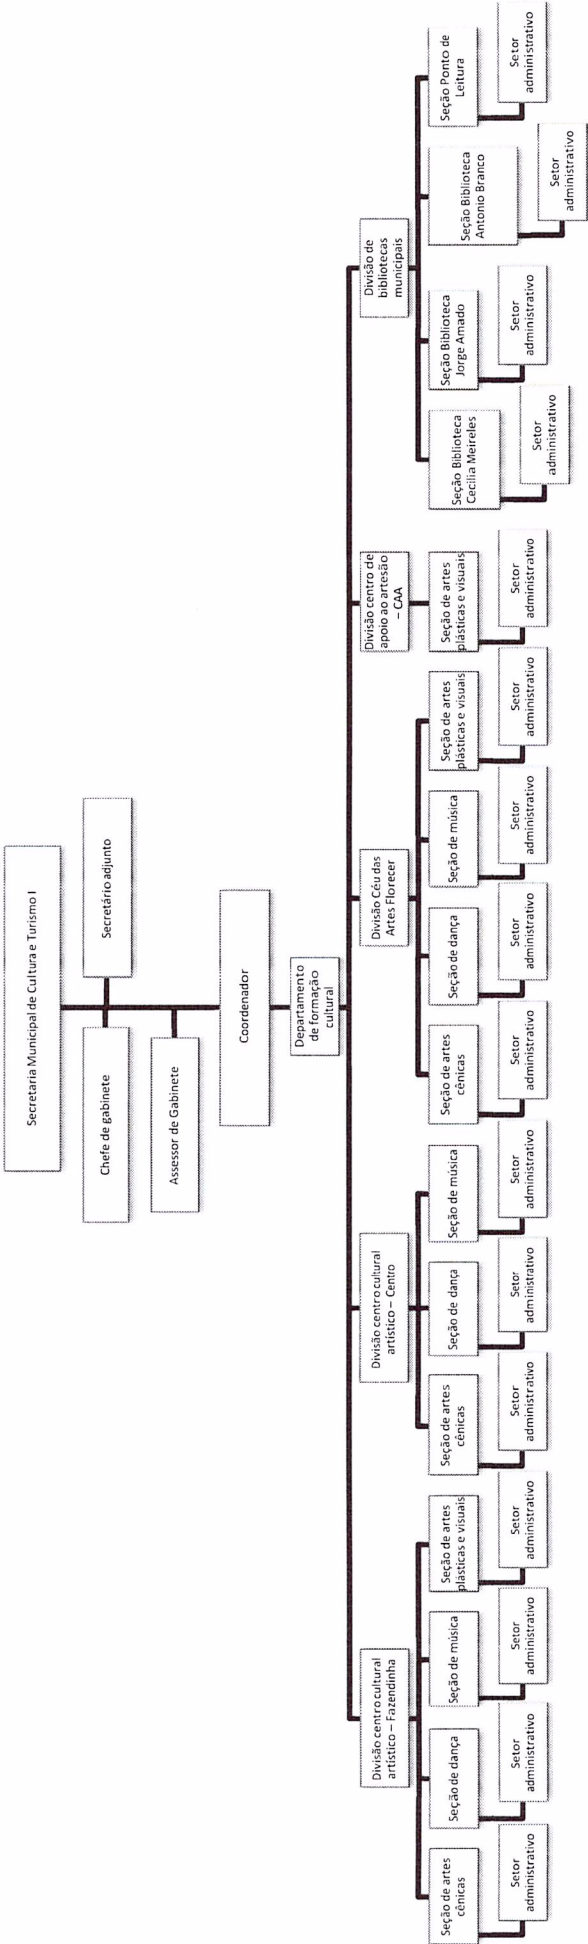 Secretaria Municipal de Cultura e Turismo I
Chefe de gabinete
Secretário adjunto
Assessor de Gabinete
Coordenador
Departamento
de formação
cultural
Divisão centro cultural
artístico – Fazendinha
Divisão centro cultural
artístico – Centro
Divisão Céu das
Artes Florecer
Divisão centro de
apoio ao artesão
– CAA
Divisão de
bibliotecas
municipais
Seção de artes
cênicas
Seção de dança
Seção de música
Seção de artes
plásticas e visuais
Seção de artes
cênicas
Seção de dança
Seção de música
Seção de artes
cênicas
Seção de dança
Seção de música
Seção de artes
plásticas e visuais
Seção de artes
plásticas e visuais
Seção Biblioteca
Cecilia Meireles
Seção Biblioteca
Jorge Amado
Seção Biblioteca
Antonio Branco
Seção Ponto de
Leitura
Setor
administrativo
Setor
administrativo
Setor
administrativo
Setor
administrativo
Setor
administrativo
Setor
administrativo
Setor
administrativo
Setor
administrativo
Setor
administrativo
Setor
administrativo
Setor
administrativo
Setor
administrativo
Setor
administrativo
Setor
administrativo
Setor
administrativo
Setor
administrativo